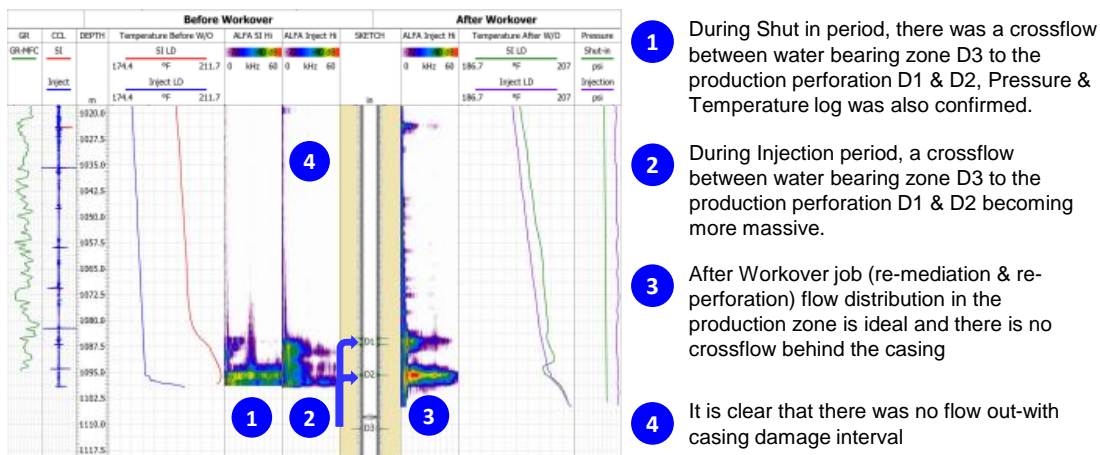 Before Workover
After Workover
GR CCL DEPTH Temperature Before W/O ALFA SI Hi ALFA Inject Hi SKETCH ALFA Inject Hi Temperature After W/O Pressure
GR-MFC SI SI LD SI LD Shut-in
174.4 °F 211.7 0 kHz 60 0 kHz 60 0 kHz 60 186.7 °F 207 psi
Inject Inject LD Inject LD Injection
m 174.4 °F 211.7 in 186.7 °F 207 psi
1020.0
1027.5
1035.0
1042.5
1050.0
1057.5
1065.0
1072.5
1080.0
1087.5
1095.0
1102.5
1110.0
1117.5
D1
D2
D3
4
1
2
3
1
During Shut in period, there was a crossflow
between water bearing zone D3 to the
production perforation D1 & D2, Pressure &
Temperature log was also confirmed.
2
During Injection period, a crossflow
between water bearing zone D3 to the
production perforation D1 & D2 becoming
more massive.
3
After Workover job (re-mediation & re-
perforation) flow distribution in the
production zone is ideal and there is no
crossflow behind the casing
4
It is clear that there was no flow out-with
casing damage interval